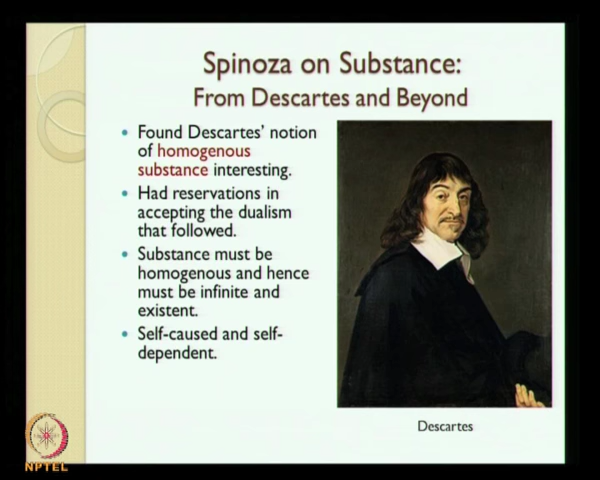 Spinoza on Substance:
From Descartes and Beyond
Found Descartes' notion
of homogenous
substance interesting.
Had reservations in
accepting the dualism
that followed.
Substance must be
homogenous and hence
must be infinite and
existent.
Self-caused and self-
dependent.
Descartes
NPTEL